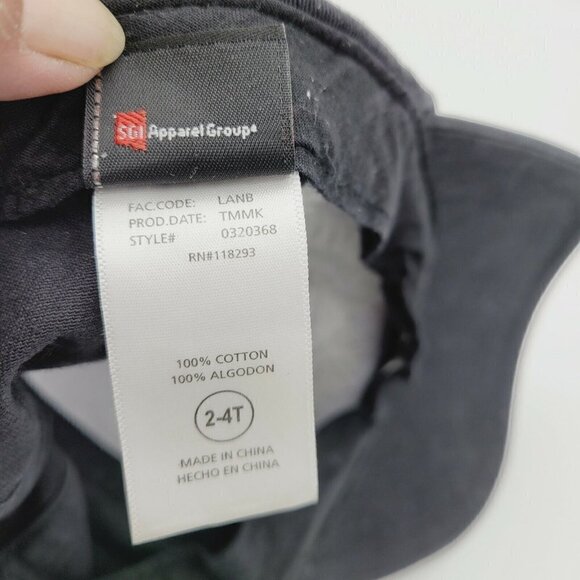 SGI Apparel Group
FAC.CODE: LANB
PROD.DATE: TMMK
STYLE# 0320368
RN#118293
100% COTTON
100% ALGODON
2-4T
MADE IN CHINA
HECHO EN CHINA